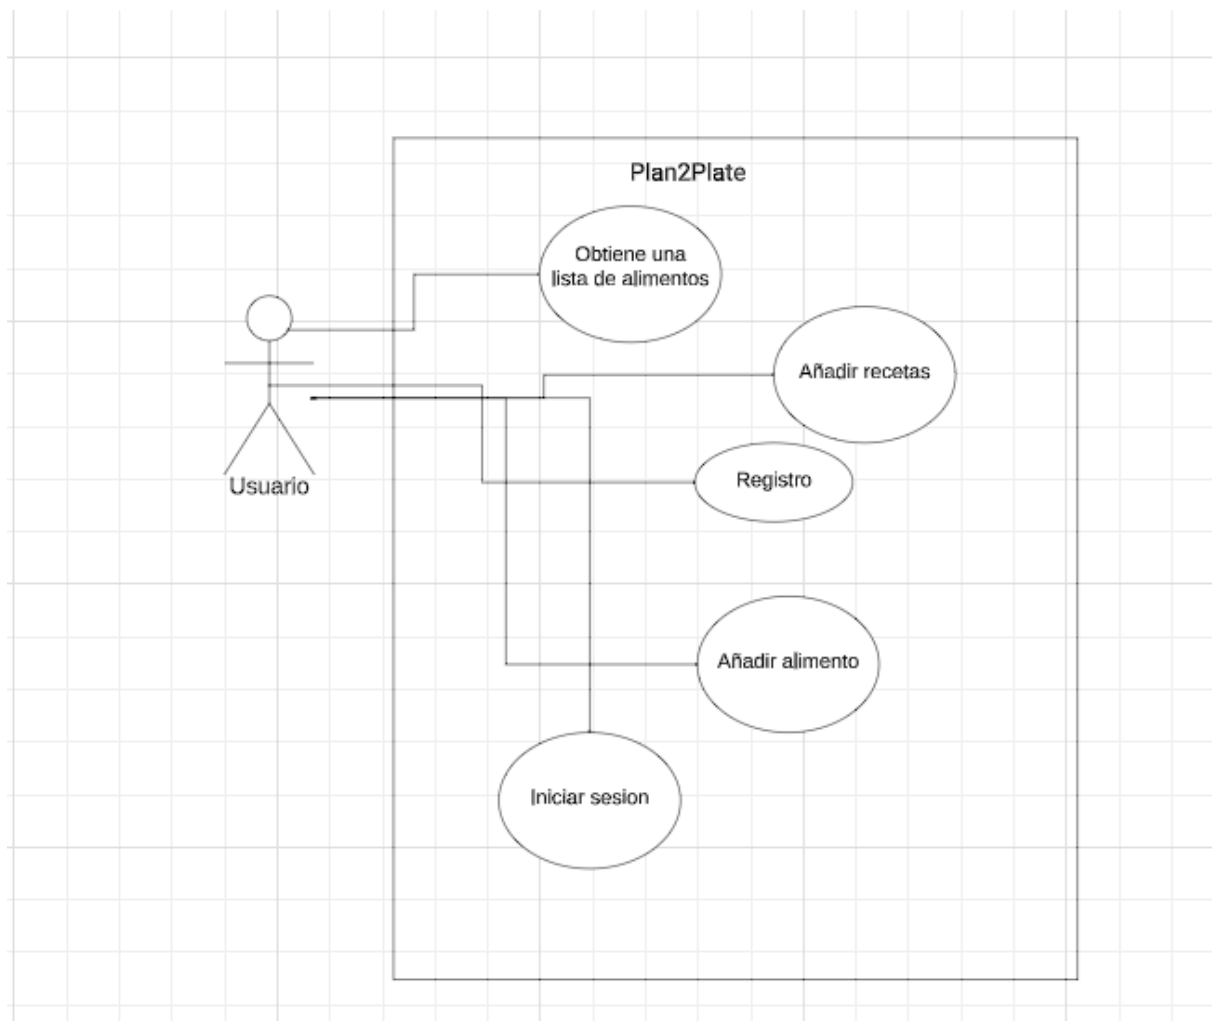 Plan2Plate
Obtiene una
lista de alimentos
Añadir recetas
Registro
Usuario
Añadir alimento
Iniciar sesion